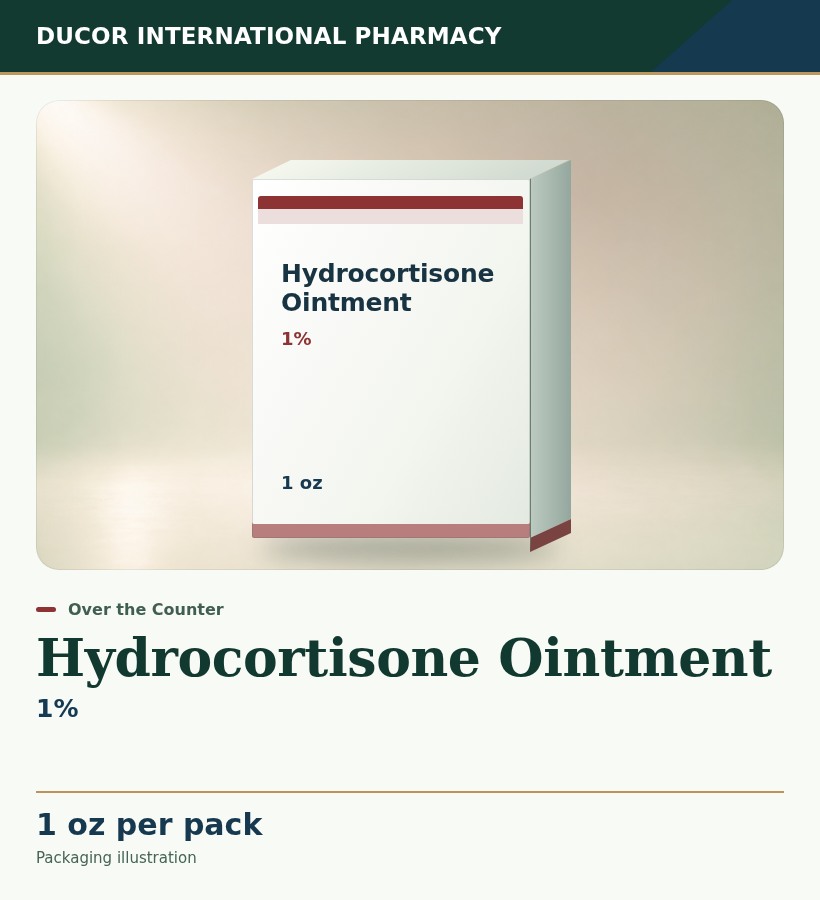 DUCOR INTERNATIONAL PHARMACY
Hydrocortisone
Ointment
1%
1 oz
Over the Counter
Hydrocortisone Ointment
1%
1 oz per pack
Packaging illustration